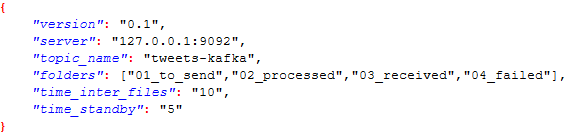 {
"version": "0.1",
"server": "127.0.0.1:9092",
"topic_name": "tweets-kafka",
"folders": ["01_to_send","02_processed","03_received","04_failed"],
"time_inter_files": "10",
"time_standby": "5"
}